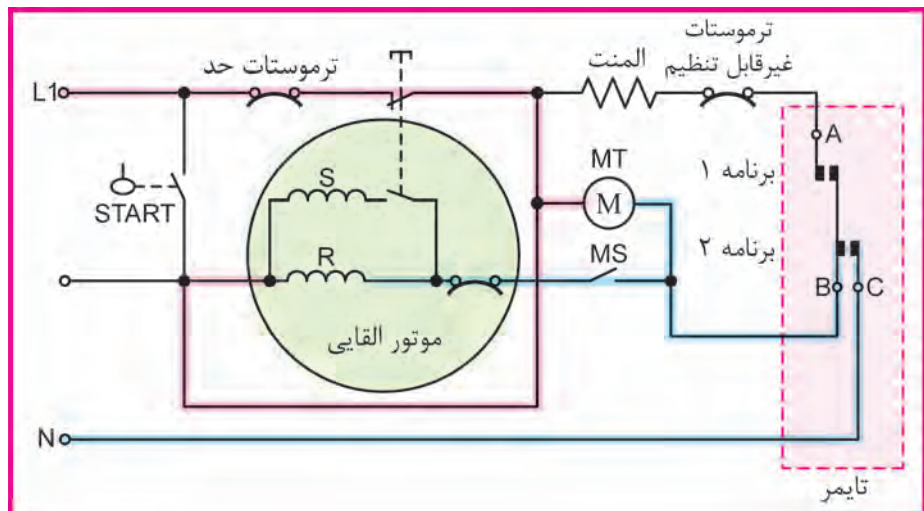 ترموستات حد
المنت
ترموستات
غیرقابل تنظیم
L1
A
START
S
R
موتور القایی
MT
M
MS
برنامه ۱
برنامه ۲
B
C
N
تایمر